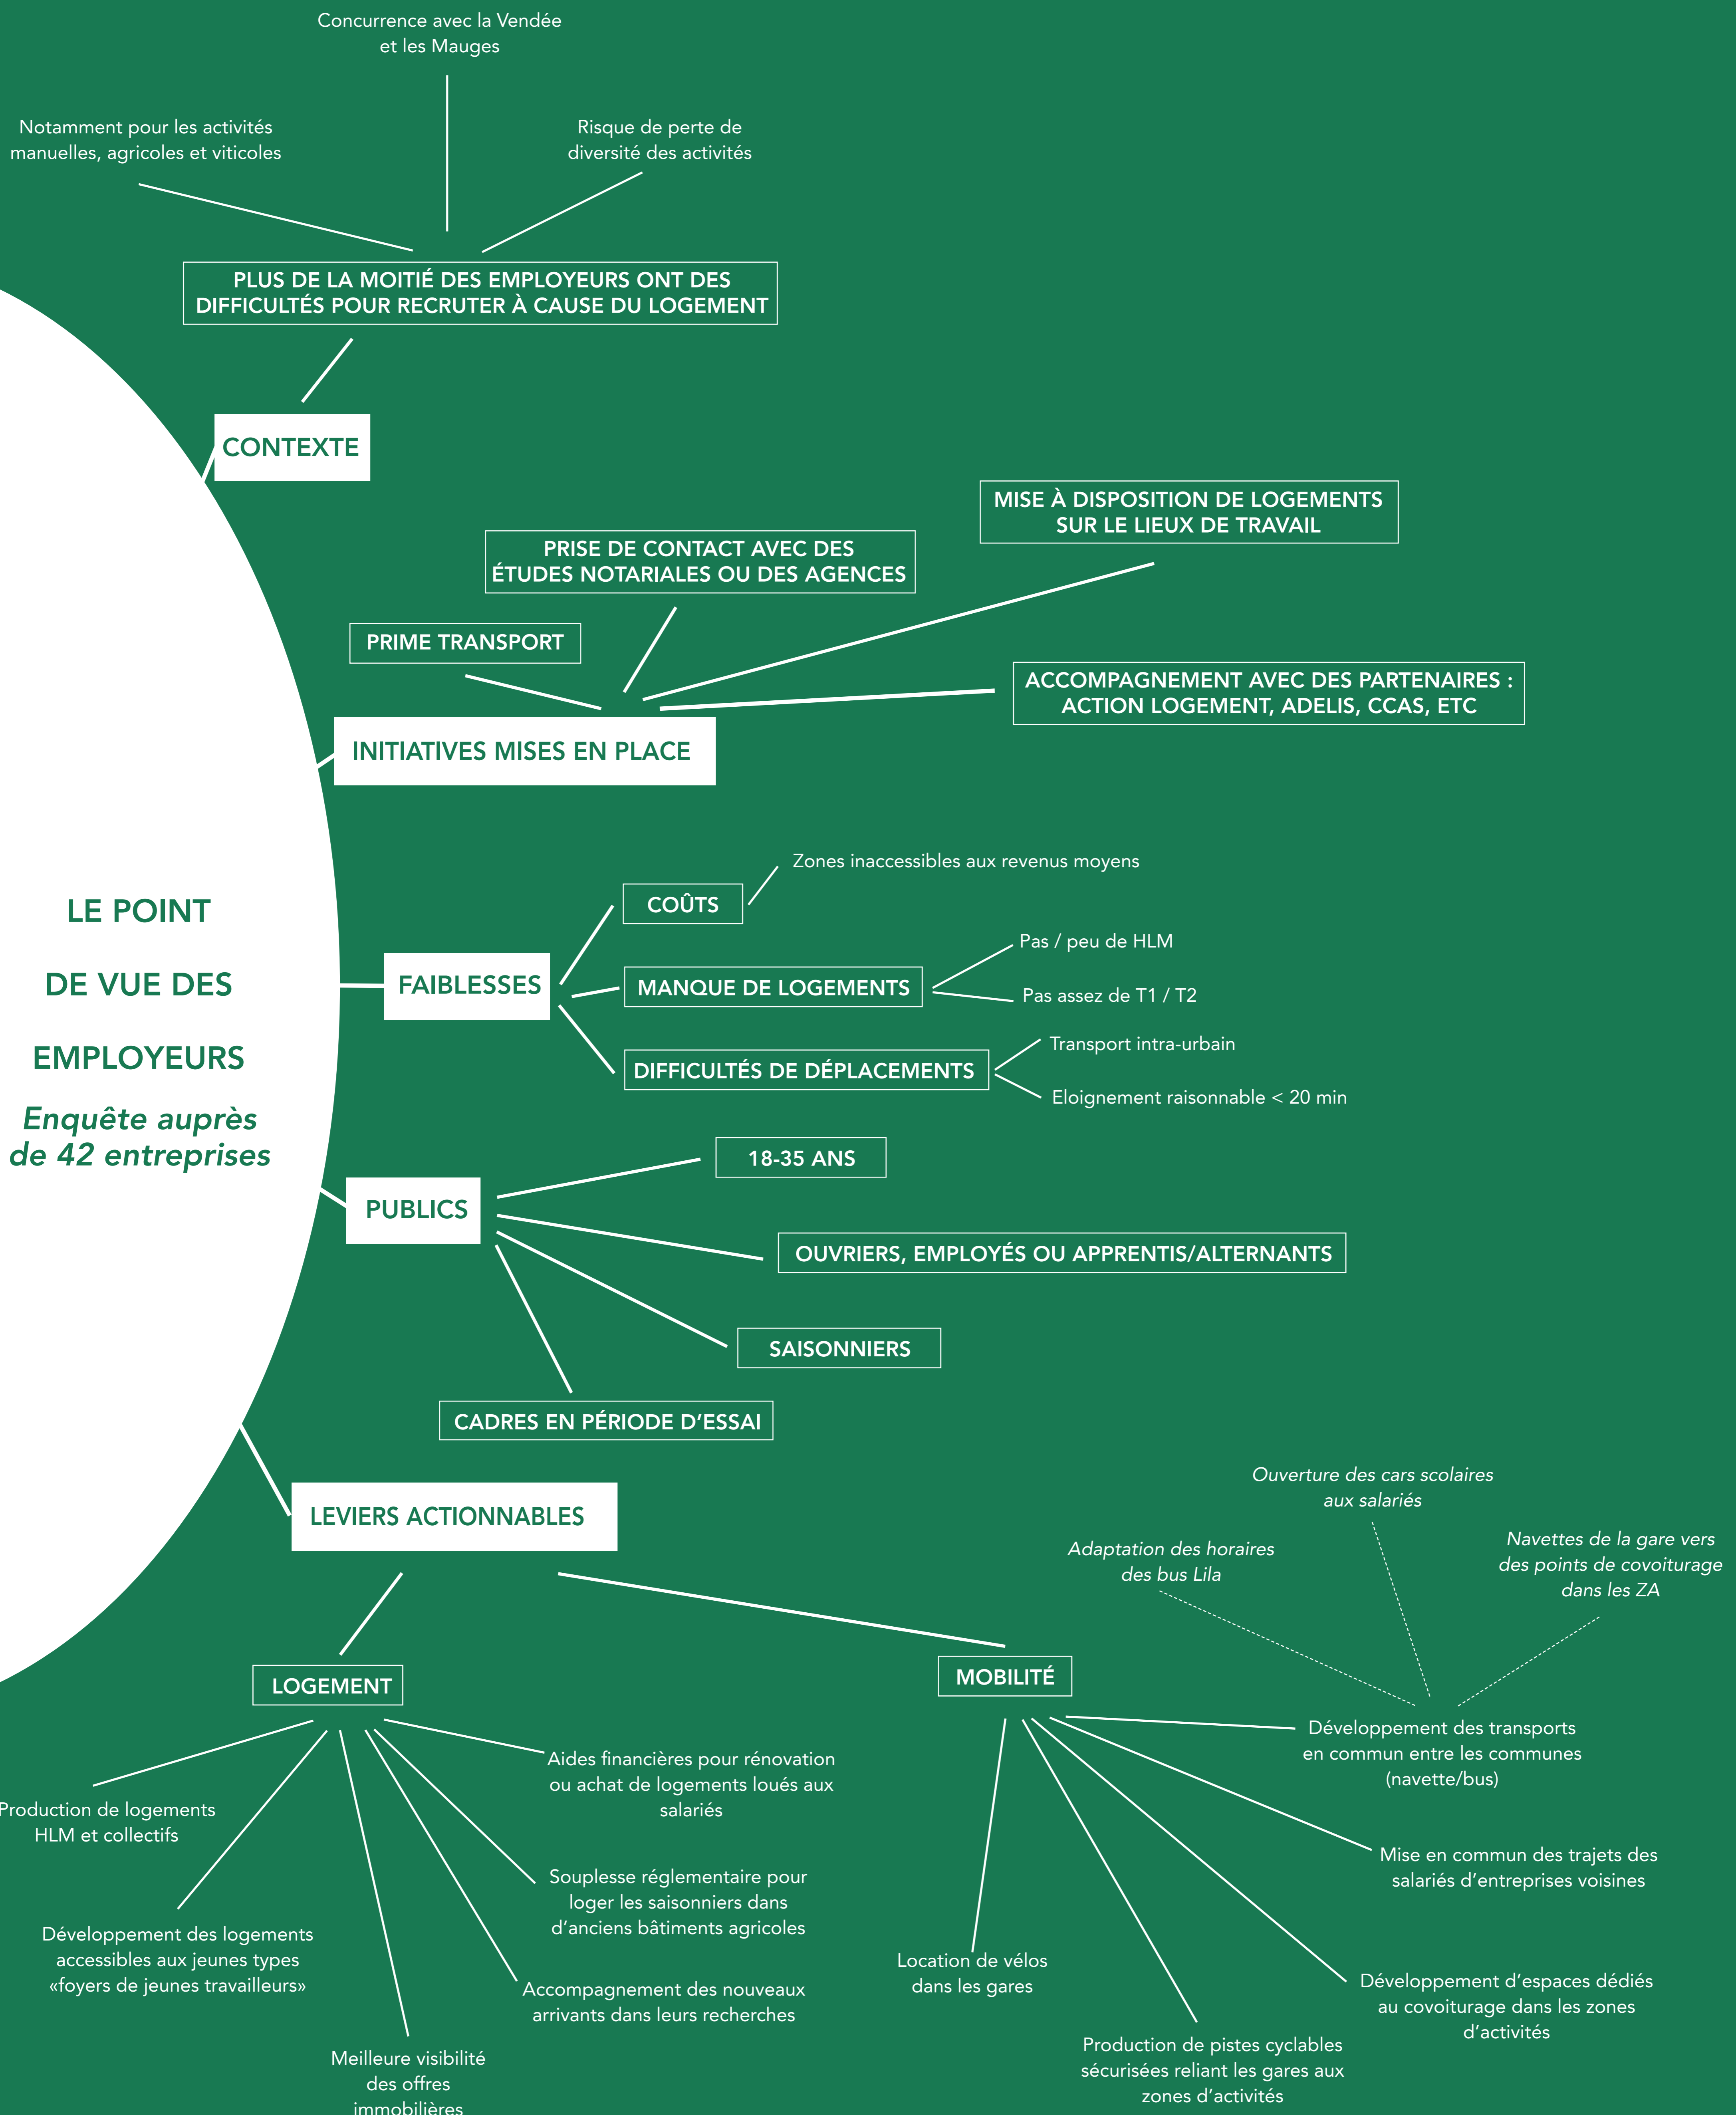 Concurrence avec la Vendée
et les Mauges
Notamment pour les activités
manuelles, agricoles et viticoles
Risque de perte de
diversité des activités
PLUS DE LA MOITIÉ DES EMPLOYEURS ONT DES
DIFFICULTÉS POUR RECRUTER À CAUSE DU LOGEMENT
CONTEXTE
MISE À DISPOSITION DE LOGEMENTS
SUR LE LIEUX DE TRAVAIL
PRISE DE CONTACT AVEC DES
ÉTUDES NOTARIALES OU DES AGENCES
PRIME TRANSPORT
ACCOMPAGNEMENT AVEC DES PARTENAIRES :
ACTION LOGEMENT, ADELIS, CCAS, ETC
INITIATIVES MISES EN PLACE
LE POINT
DE VUE DES
EMPLOYEURS
Enquête auprès
de 42 entreprises
FAIBLESSES
COÛTS
Zones inaccessibles aux revenus moyens
MANQUE DE LOGEMENTS
Pas / peu de HLM
Pas assez de T1 / T2
DIFFICULTÉS DE DÉPLACEMENTS
Transport intra-urbain
Eloignement raisonnable < 20 min
PUBLICS
18-35 ANS
OUVRIERS, EMPLOYÉS OU APPRENTIS/ALTERNANTS
SAISONNIERS
CADRES EN PÉRIODE D’ESSAI
LEVIERS ACTIONNABLES
LOGEMENT
Production de logements
HLM et collectifs
Développement des logements
accessibles aux jeunes types
«foyers de jeunes travailleurs»
Meilleure visibilité
des offres
immobilières
Accompagnement des nouveaux
arrivants dans leurs recherches
Souplesse réglementaire pour
loger les saisonniers dans
d’anciens bâtiments agricoles
Aides financières pour rénovation
ou achat de logements loués aux
salariés
MOBILITÉ
Ouverture des cars scolaires
aux salariés
Adaptation des horaires
des bus Lila
Navettes de la gare vers
des points de covoiturage
dans les ZA
Développement des transports
en commun entre les communes
(navette/bus)
Mise en commun des trajets des
salariés d’entreprises voisines
Développement d’espaces dédiés
au covoiturage dans les zones
d’activités
Production de pistes cyclables
sécurisées reliant les gares aux
zones d’activités
Location de vélos
dans les gares